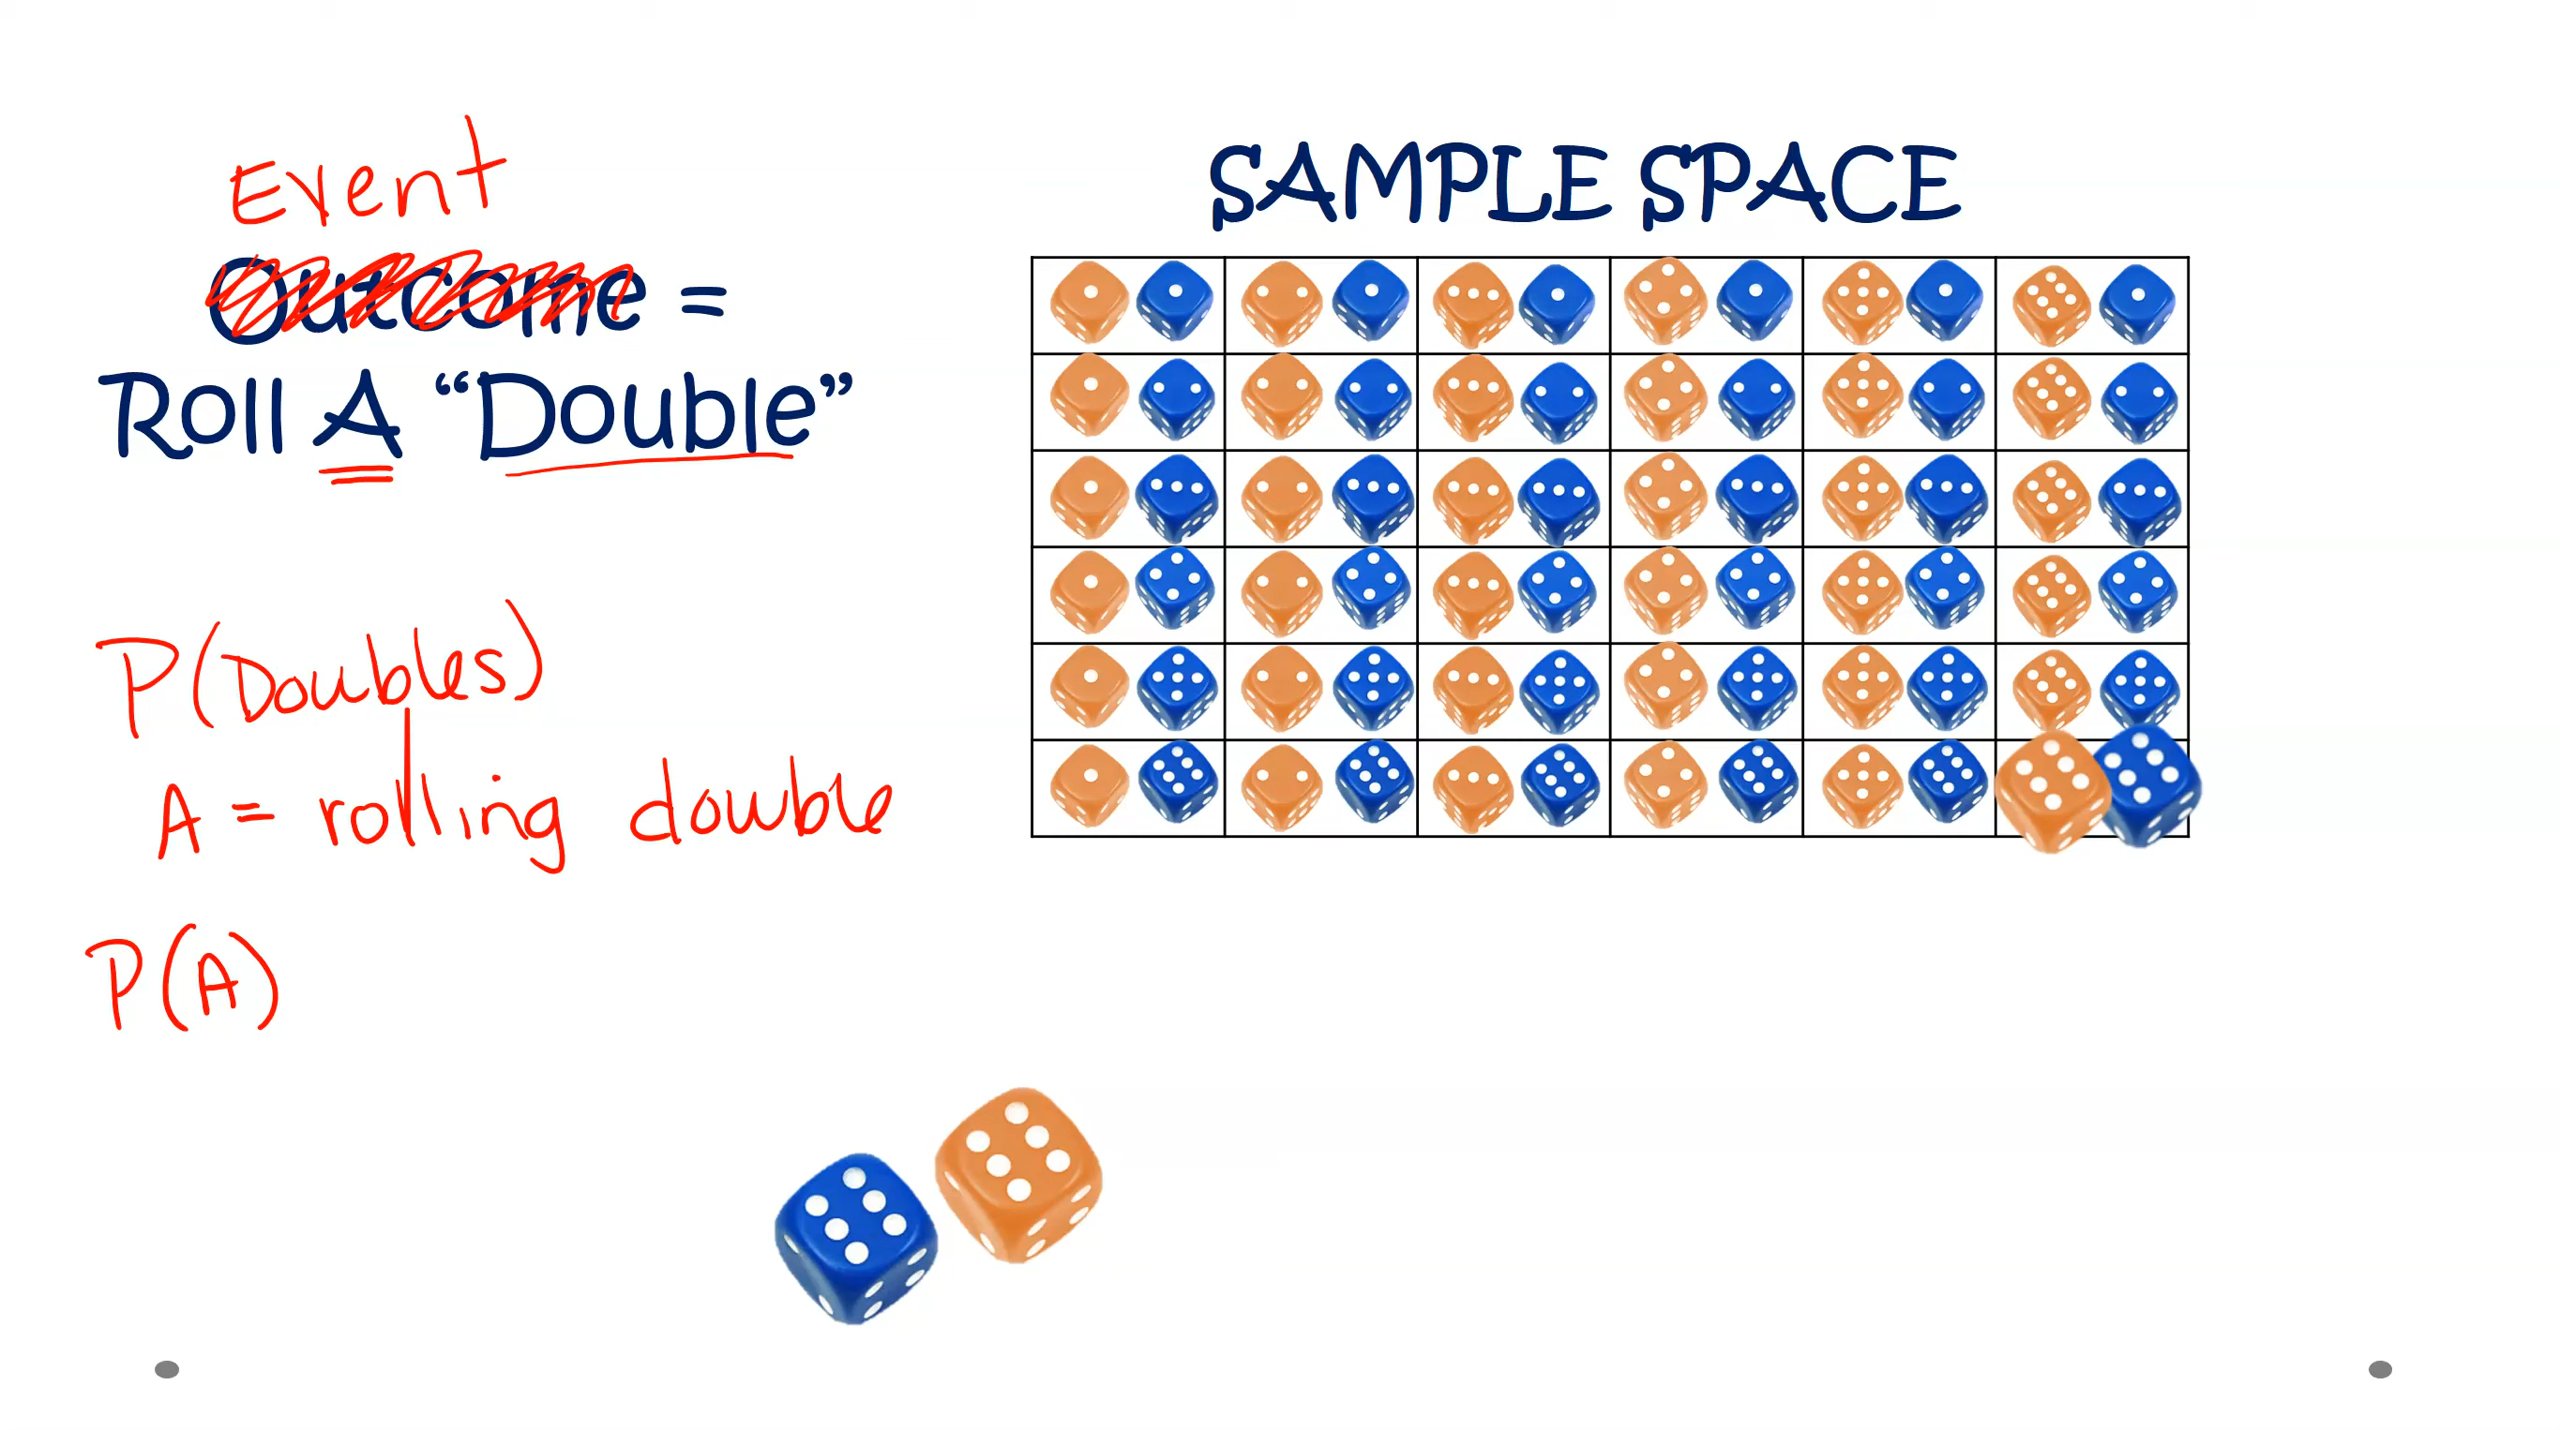 Event
Outcome =
Roll A “Double”
P(Doubles)
A = rolling double
P(A)
SAMPLE SPACE